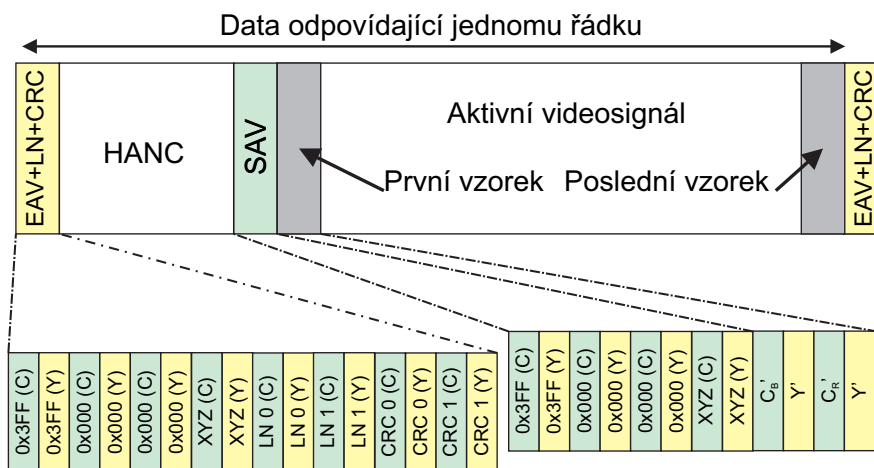 Data odpovídající jednomu řádku
EAV+LN+CRC
HANC
SAV
Aktivní videosignál
První vzorek
Poslední vzorek
EAV+LN+CRC
0x3FF (C)
0x3FF (Y)
0x000 (C)
0x000 (Y)
0x000 (C)
0x000 (Y)
XYZ (C)
XYZ (Y)
LN 0 (C)
LN 0 (Y)
LN 1 (C)
LN 1 (Y)
CRC 0 (C)
CRC 0 (Y)
CRC 1 (C)
CRC 1 (Y)
0x3FF (C)
0x3FF (Y)
0x000 (C)
0x000 (Y)
0x000 (C)
0x000 (Y)
XYZ (C)
XYZ (Y)
C_B'
Y'
C_R'
Y'